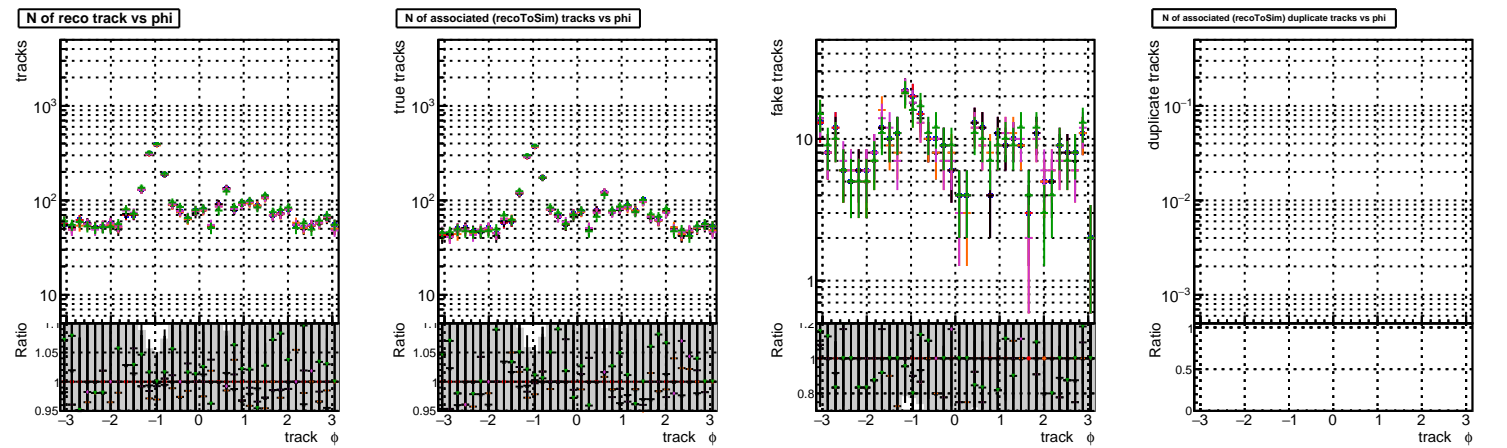 N of reco track vs phi
tracks
10³
10²
10
Ratio
1.05
1
0.95
−3 −2 −1 0 1 2 3
track ϕ
N of associated (recoToSim) tracks vs phi
true tracks
10³
10²
10
Ratio
1.05
1
0.95
−3 −2 −1 0 1 2 3
track ϕ
fake tracks
10
1
Ratio
1.2
1
0.8
−3 −2 −1 0 1 2 3
track ϕ
N of associated (recoToSim) duplicate tracks vs phi
duplicate tracks
10⁻¹
10⁻²
10⁻³
Ratio
1
0.5
0
−3 −2 −1 0 1 2 3
track ϕ